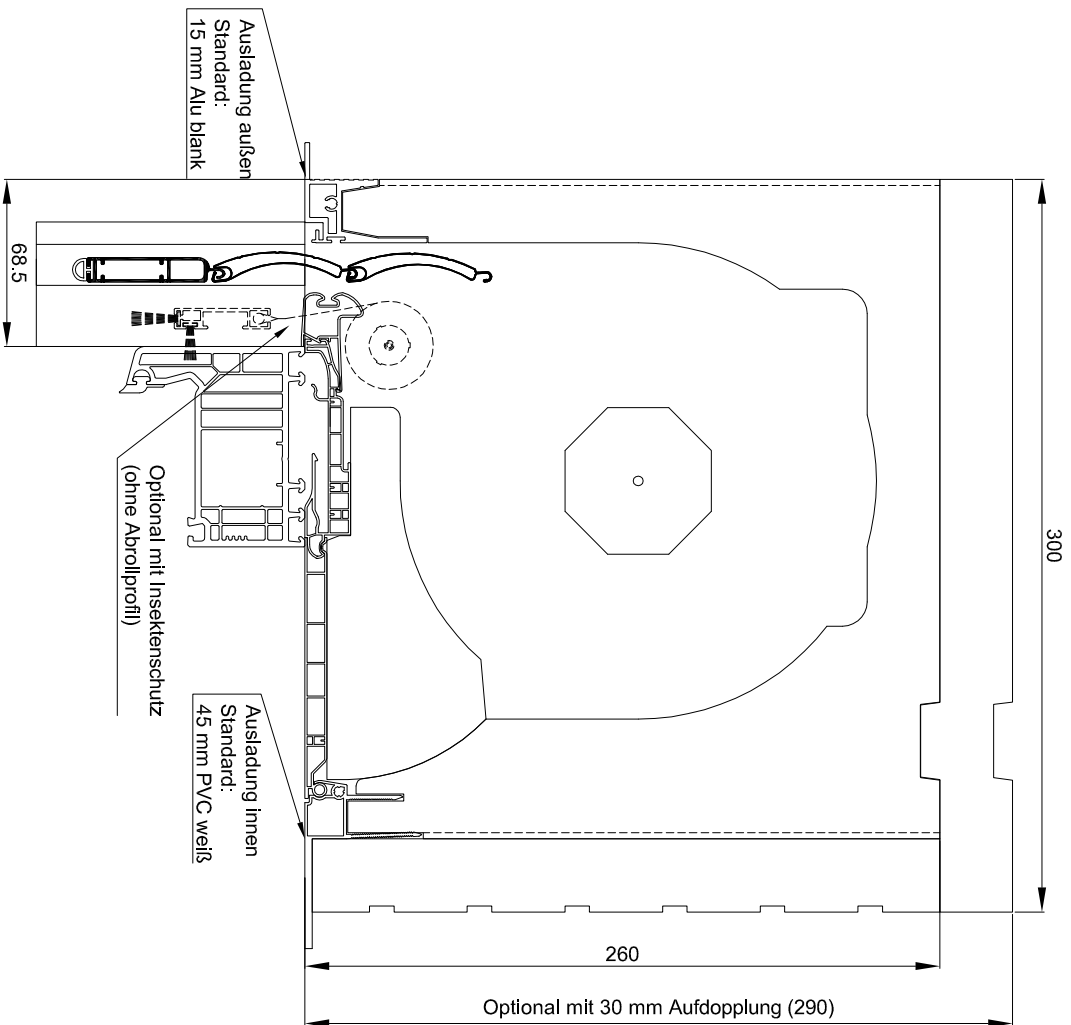 Ausladung außen
Standard:
15 mm Alu blank
68.5
Optional mit Insektenschutz
(ohne Abrollprofil)
300
Ausladung innen
Standard:
45 mm PVC weiß
260
Optional mit 30 mm Aufdopplung (290)